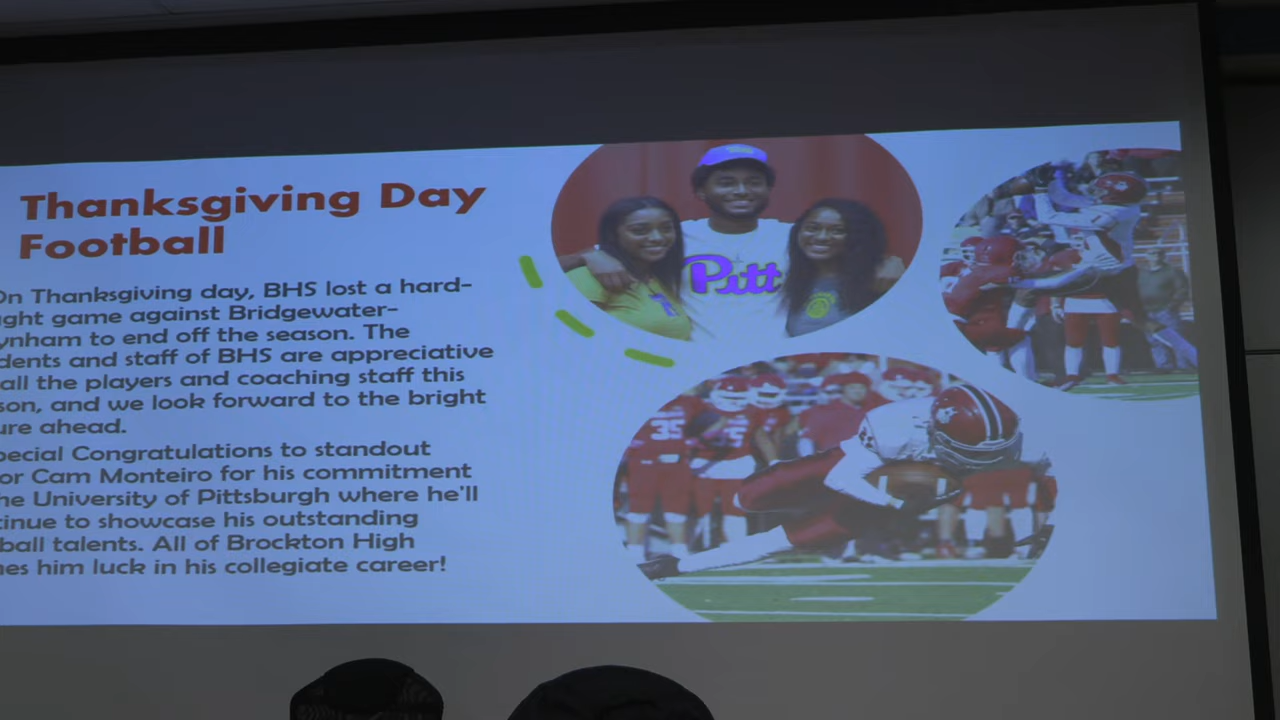 Thanksgiving Day
Football
On Thanksgiving day, BHS lost a hard-
ght game against Bridgewater-
ynham to end off the season. The
dents and staff of BHS are appreciative
all the players and coaching staff this
son, and we look forward to the bright
ure ahead.
pecial Congratulations to standout
or Cam Monteiro for his commitment
he University of Pittsburgh where he'll
tinue to showcase his outstanding
ball talents. All of Brockton High
hes him luck in his collegiate career!
Pitt
35